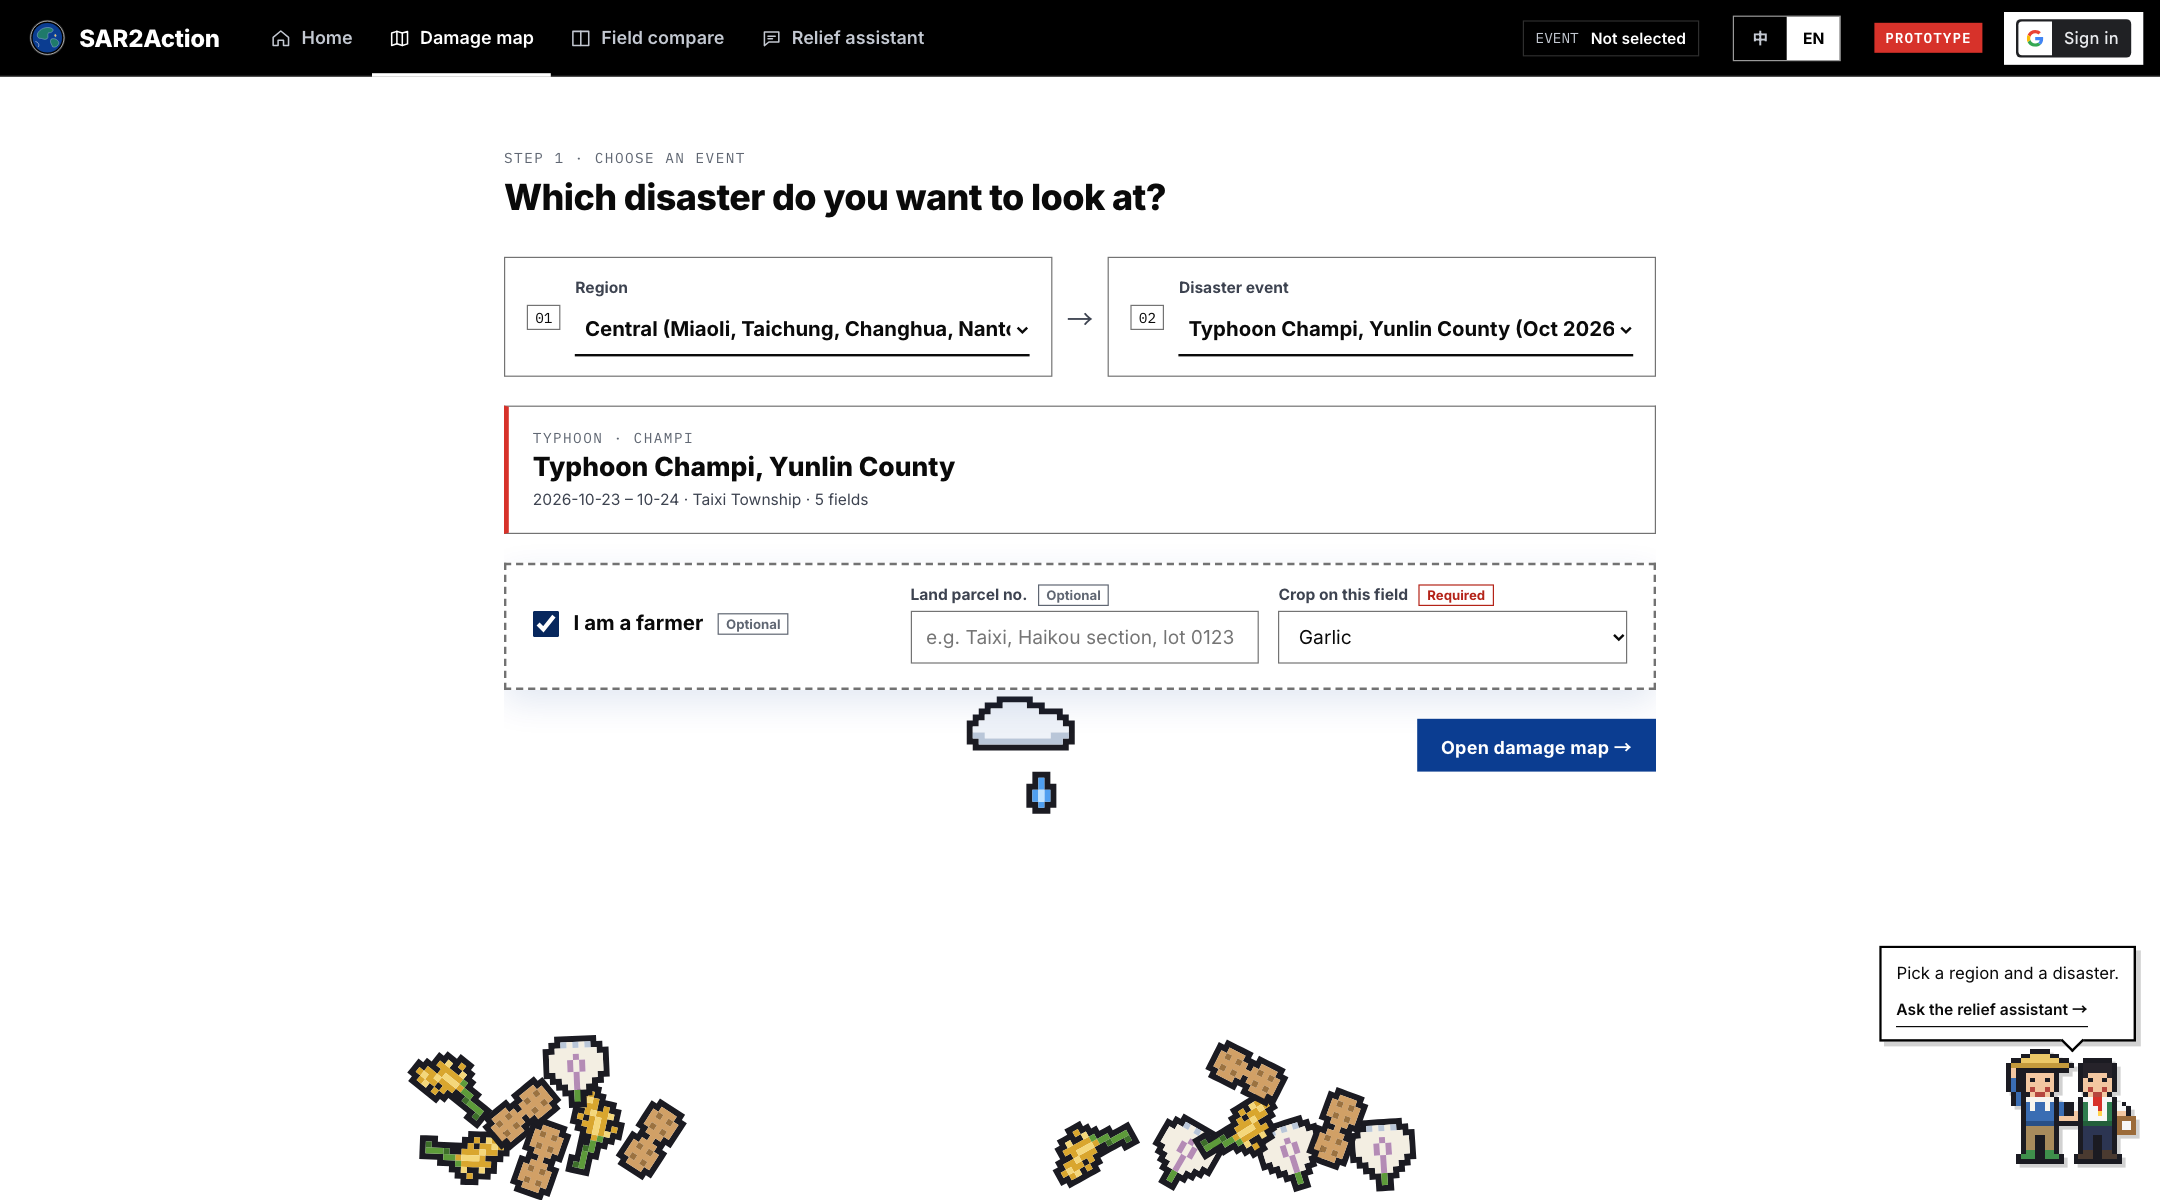 SAR2Action
Home
Damage map
Field compare
Relief assistant
EVENT Not selected
中
EN
PROTOTYPE
Sign in
STEP 1 · CHOOSE AN EVENT
Which disaster do you want to look at?
Region
01
Central (Miaoli, Taichung, Changhua, Nanto
→
Disaster event
02
Typhoon Champi, Yunlin County (Oct 2026
TYPHOON · CHAMPI
Typhoon Champi, Yunlin County
2026-10-23 – 10-24 · Taixi Township · 5 fields
I am a farmer Optional
Land parcel no. Optional
e.g. Taixi, Haikou section, lot 0123
Crop on this field Required
Garlic
Open damage map →
Pick a region and a disaster.
Ask the relief assistant →